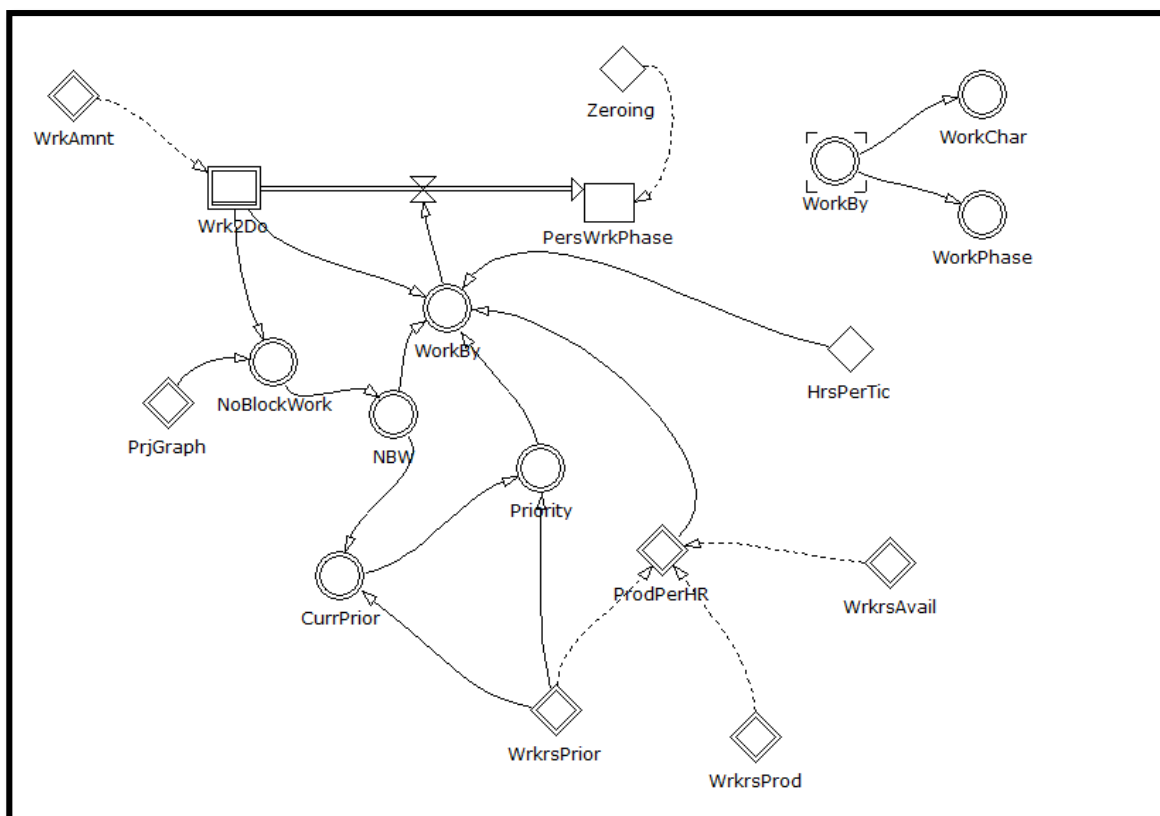 Zeroing
WrkAmnt
WorkChar
WorkBy
Wrk2Do
PersWrkPhase
WorkPhase
WorkBy
HrsPerTic
NoBlockWork
PrjGraph
NBW
Priority
ProdPerHR
WrkrsAvail
CurrPrior
WrkrsPrior
WrkrsProd